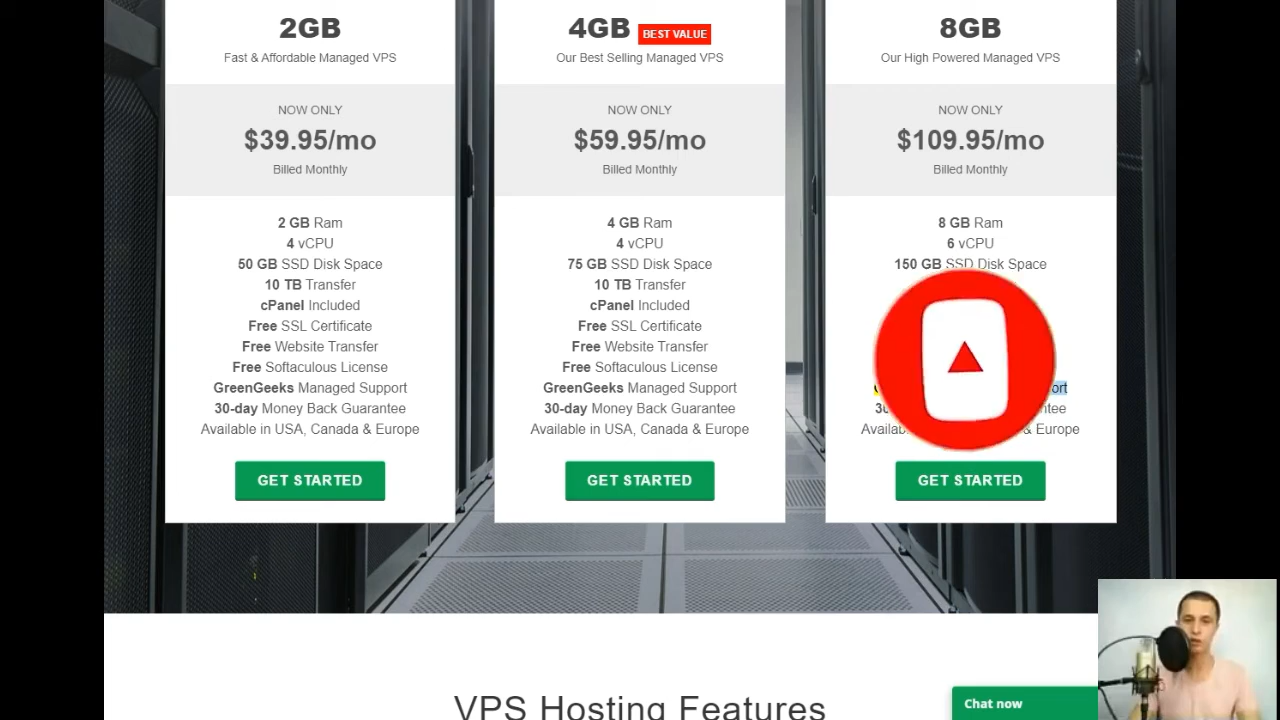 2GB
Fast & Affordable Managed VPS
NOW ONLY
$39.95/mo
Billed Monthly
2 GB Ram
4 vCPU
50 GB SSD Disk Space
10 TB Transfer
cPanel Included
Free SSL Certificate
Free Website Transfer
Free Softaculous License
GreenGeeks Managed Support
30-day Money Back Guarantee
Available in USA, Canada & Europe
GET STARTED
4GB BEST VALUE
Our Best Selling Managed VPS
NOW ONLY
$59.95/mo
Billed Monthly
4 GB Ram
4 vCPU
75 GB SSD Disk Space
10 TB Transfer
cPanel Included
Free SSL Certificate
Free Website Transfer
Free Softaculous License
GreenGeeks Managed Support
30-day Money Back Guarantee
Available in USA, Canada & Europe
GET STARTED
8GB
Our High Powered Managed VPS
NOW ONLY
$109.95/mo
Billed Monthly
8 GB Ram
6 vCPU
150 GB SSD Disk Space
& Europe
GET STARTED
VPS Hosting Features
Chat now